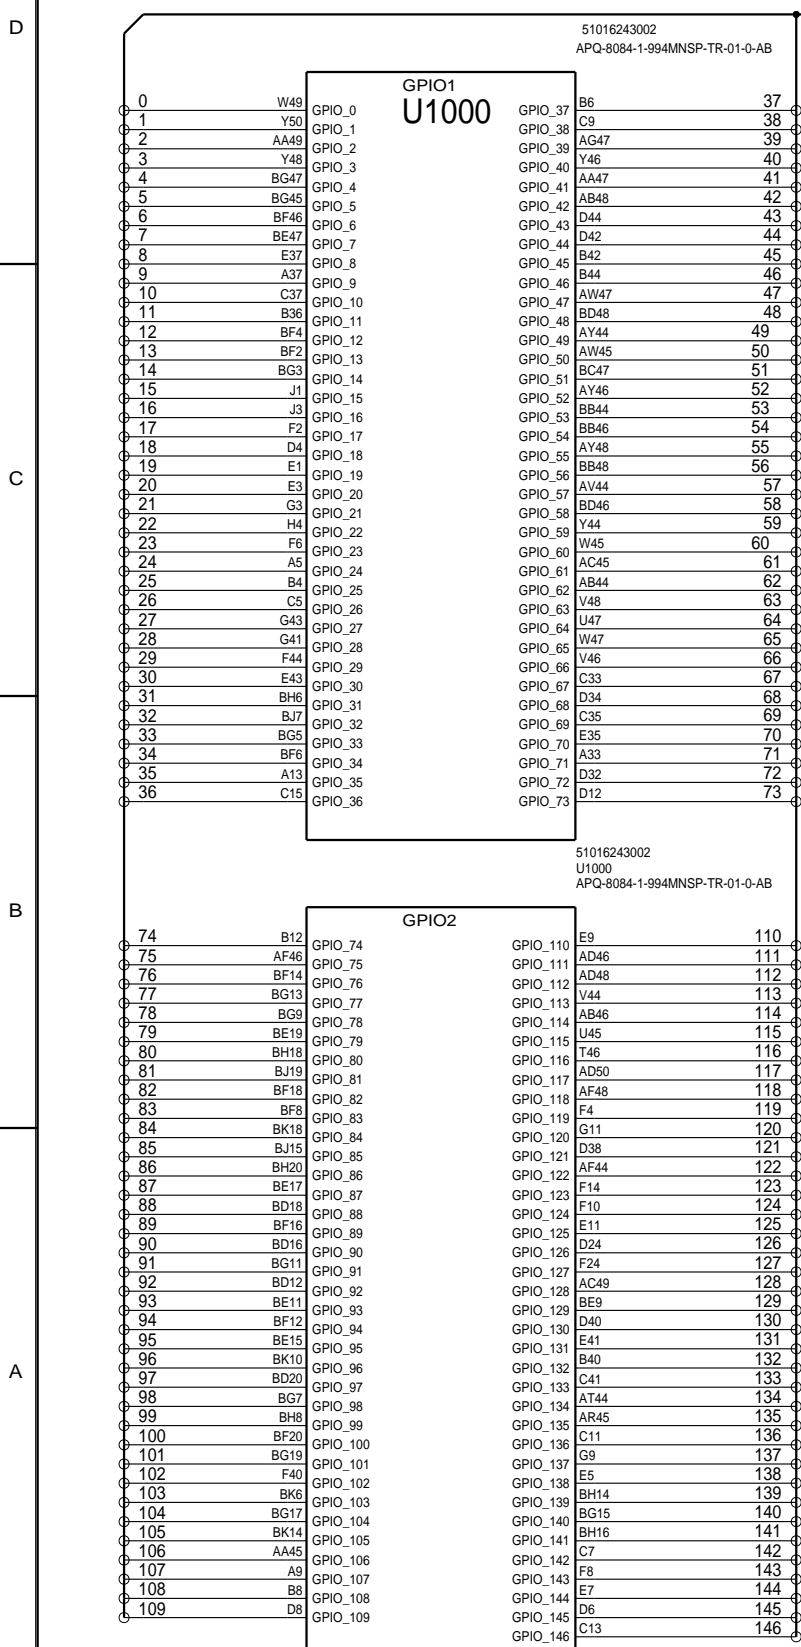 D
51016243002
APQ-8084-1-994MNSP-TR-01-0-AB
GPIO1
U1000
0 W49 GPIO_0 GPIO_37 B6 37
1 Y50 GPIO_1 GPIO_38 C9 38
2 AA49 GPIO_2 GPIO_39 AG47 39
3 Y48 GPIO_3 GPIO_40 Y46 40
4 BG47 GPIO_4 GPIO_41 AA47 41
5 BG45 GPIO_5 GPIO_42 AB48 42
6 BF46 GPIO_6 GPIO_43 D44 43
7 BE47 GPIO_7 GPIO_44 D42 44
8 E37 GPIO_8 GPIO_45 B42 45
9 A37 GPIO_9 GPIO_46 B44 46
10 C37 GPIO_10 GPIO_47 AW47 47
11 B36 GPIO_11 GPIO_48 BD48 48
12 BF4 GPIO_12 GPIO_49 AY44 49
13 BF2 GPIO_13 GPIO_50 AW45 50
14 BG3 GPIO_14 GPIO_51 BC47 51
15 J1 GPIO_15 GPIO_52 AY46 52
16 J3 GPIO_16 GPIO_53 BB44 53
17 F2 GPIO_17 GPIO_54 BB46 54
18 D4 GPIO_18 GPIO_55 AY48 55
19 E1 GPIO_19 GPIO_56 BB48 56
C
20 E3 GPIO_20 GPIO_57 AV44 57
21 G3 GPIO_21 GPIO_58 BD46 58
22 H4 GPIO_22 GPIO_59 Y44 59
23 F6 GPIO_23 GPIO_60 W45 60
24 A5 GPIO_24 GPIO_61 AC45 61
25 B4 GPIO_25 GPIO_62 AB44 62
26 C5 GPIO_26 GPIO_63 V48 63
27 G43 GPIO_27 GPIO_64 U47 64
28 G41 GPIO_28 GPIO_65 W47 65
29 F44 GPIO_29 GPIO_66 V46 66
30 E43 GPIO_30 GPIO_67 C33 67
31 BH6 GPIO_31 GPIO_68 D34 68
32 BJ7 GPIO_32 GPIO_69 C35 69
33 BG5 GPIO_33 GPIO_70 E35 70
34 BF6 GPIO_34 GPIO_71 A33 71
35 A13 GPIO_35 GPIO_72 D32 72
36 C15 GPIO_36 GPIO_73 D12 73
51016243002
U1000
APQ-8084-1-994MNSP-TR-01-0-AB
B
GPIO2
74 B12 GPIO_74 GPIO_110 E9 110
75 AF46 GPIO_75 GPIO_111 AD46 111
76 BF14 GPIO_76 GPIO_112 AD48 112
77 BG13 GPIO_77 GPIO_113 V44 113
78 BG9 GPIO_78 GPIO_114 AB46 114
79 BE19 GPIO_79 GPIO_115 U45 115
80 BH18 GPIO_80 GPIO_116 T46 116
81 BJ19 GPIO_81 GPIO_117 AD50 117
82 BF18 GPIO_82 GPIO_118 AF48 118
83 BF8 GPIO_83 GPIO_119 F4 119
84 BK18 GPIO_84 GPIO_120 G11 120
85 BJ15 GPIO_85 GPIO_121 D38 121
86 BH20 GPIO_86 GPIO_122 AF44 122
87 BE17 GPIO_87 GPIO_123 F14 123
88 BD18 GPIO_88 GPIO_124 F10 124
89 BF16 GPIO_89 GPIO_125 E11 125
90 BD16 GPIO_90 GPIO_126 D24 126
91 BG11 GPIO_91 GPIO_127 F24 127
92 BD12 GPIO_92 GPIO_128 AC49 128
93 BE11 GPIO_93 GPIO_129 BE9 129
94 BF12 GPIO_94 GPIO_130 D40 130
95 BE15 GPIO_95 GPIO_131 E41 131
96 BK10 GPIO_96 GPIO_132 B40 132
A
97 BD20 GPIO_97 GPIO_133 C41 133
98 BG7 GPIO_98 GPIO_134 AT44 134
99 BH8 GPIO_99 GPIO_135 AR45 135
100 BF20 GPIO_100 GPIO_136 C11 136
101 BG19 GPIO_101 GPIO_137 G9 137
102 F40 GPIO_102 GPIO_138 E5 138
103 BK6 GPIO_103 GPIO_139 BH14 139
104 BG17 GPIO_104 GPIO_140 BG15 140
105 BK14 GPIO_105 GPIO_141 BH16 141
106 AA45 GPIO_106 GPIO_142 C7 142
107 A9 GPIO_107 GPIO_143 F8 143
108 B8 GPIO_108 GPIO_144 E7 144
109 D8 GPIO_109 GPIO_145 D6 145
GPIO_146 C13 146